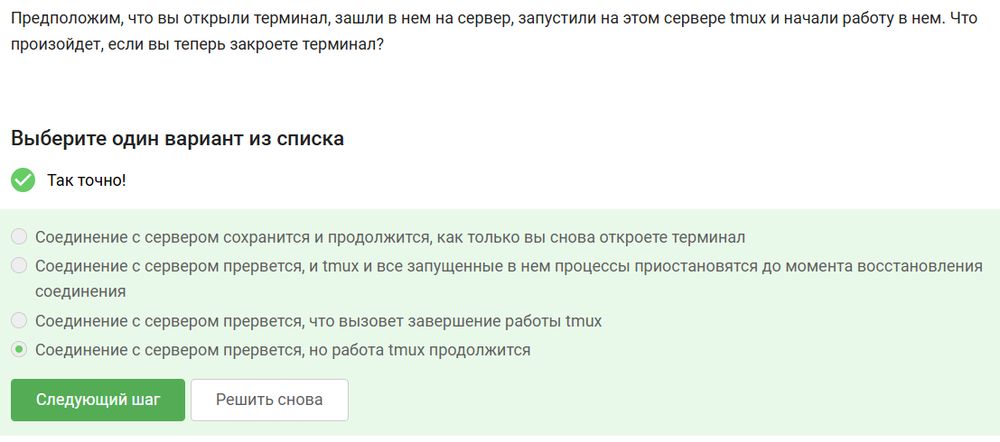 Предположим, что вы открыли терминал, зашли в нем на сервер, запустили на этом сервере tmux и начали работу в нем. Что
произойдет, если вы теперь закроете терминал?
Выберите один вариант из списка
Так точно!
Соединение с сервером сохранится и продолжится, как только вы снова откроете терминал
Соединение с сервером прервется, и tmux и все запущенные в нем процессы приостановятся до момента восстановления
соединения
Соединение с сервером прервется, что вызовет завершение работы tmux
Соединение с сервером прервется, но работа tmux продолжится
Следующий шаг
Решить снова